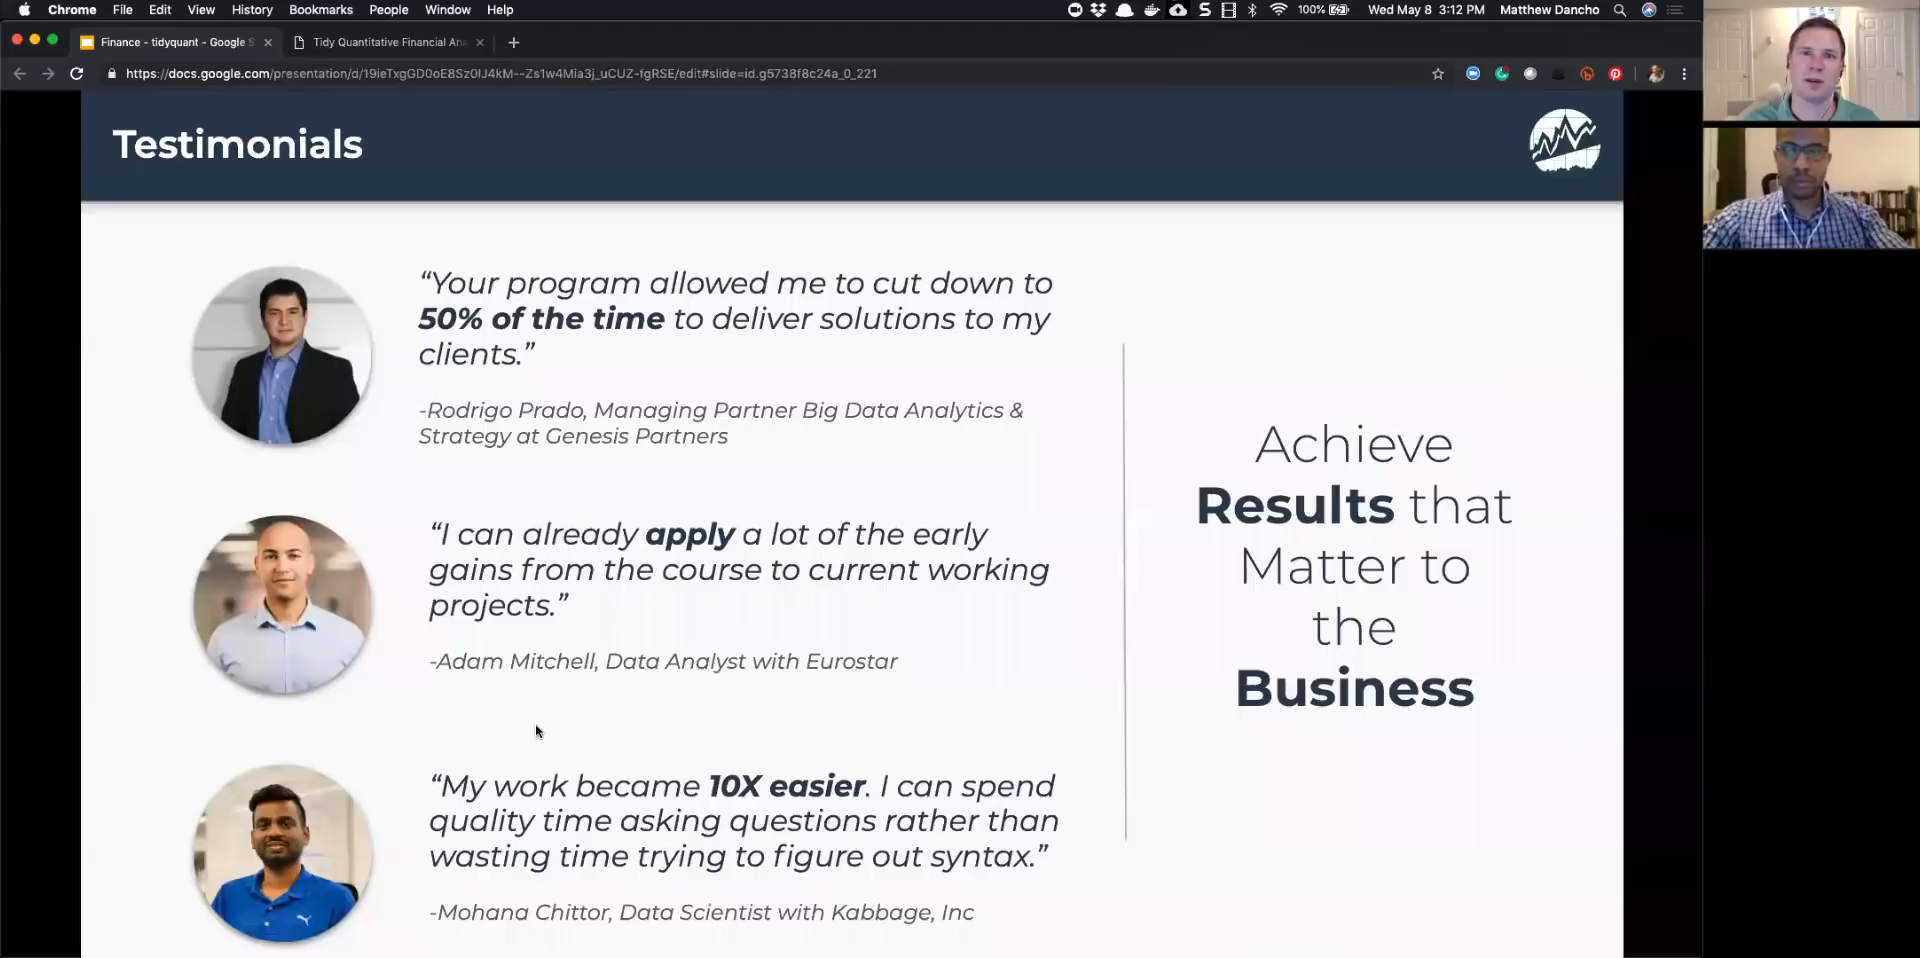 Chrome File Edit View History Bookmarks People Window Help 100% Wed May 8 3:12 PM Matthew Dancho
Finance - tidyquant - Google S Tidy Quantitative Financial Ana
https://docs.google.com/presentation/d/19ieTxgGD0oE8Sz0IJ4kM--Zs1w4Mia3j_uCUZ-fgRSE/edit#slide=id.g5738f8c24a_0_221
Testimonials
“Your program allowed me to cut down to
50% of the time to deliver solutions to my
clients.”
-Rodrigo Prado, Managing Partner Big Data Analytics &
Strategy at Genesis Partners
“I can already apply a lot of the early
gains from the course to current working
projects.”
-Adam Mitchell, Data Analyst with Eurostar
“My work became 10X easier. I can spend
quality time asking questions rather than
wasting time trying to figure out syntax.”
-Mohana Chittor, Data Scientist with Kabbage, Inc
Achieve
Results that
Matter to
the
Business